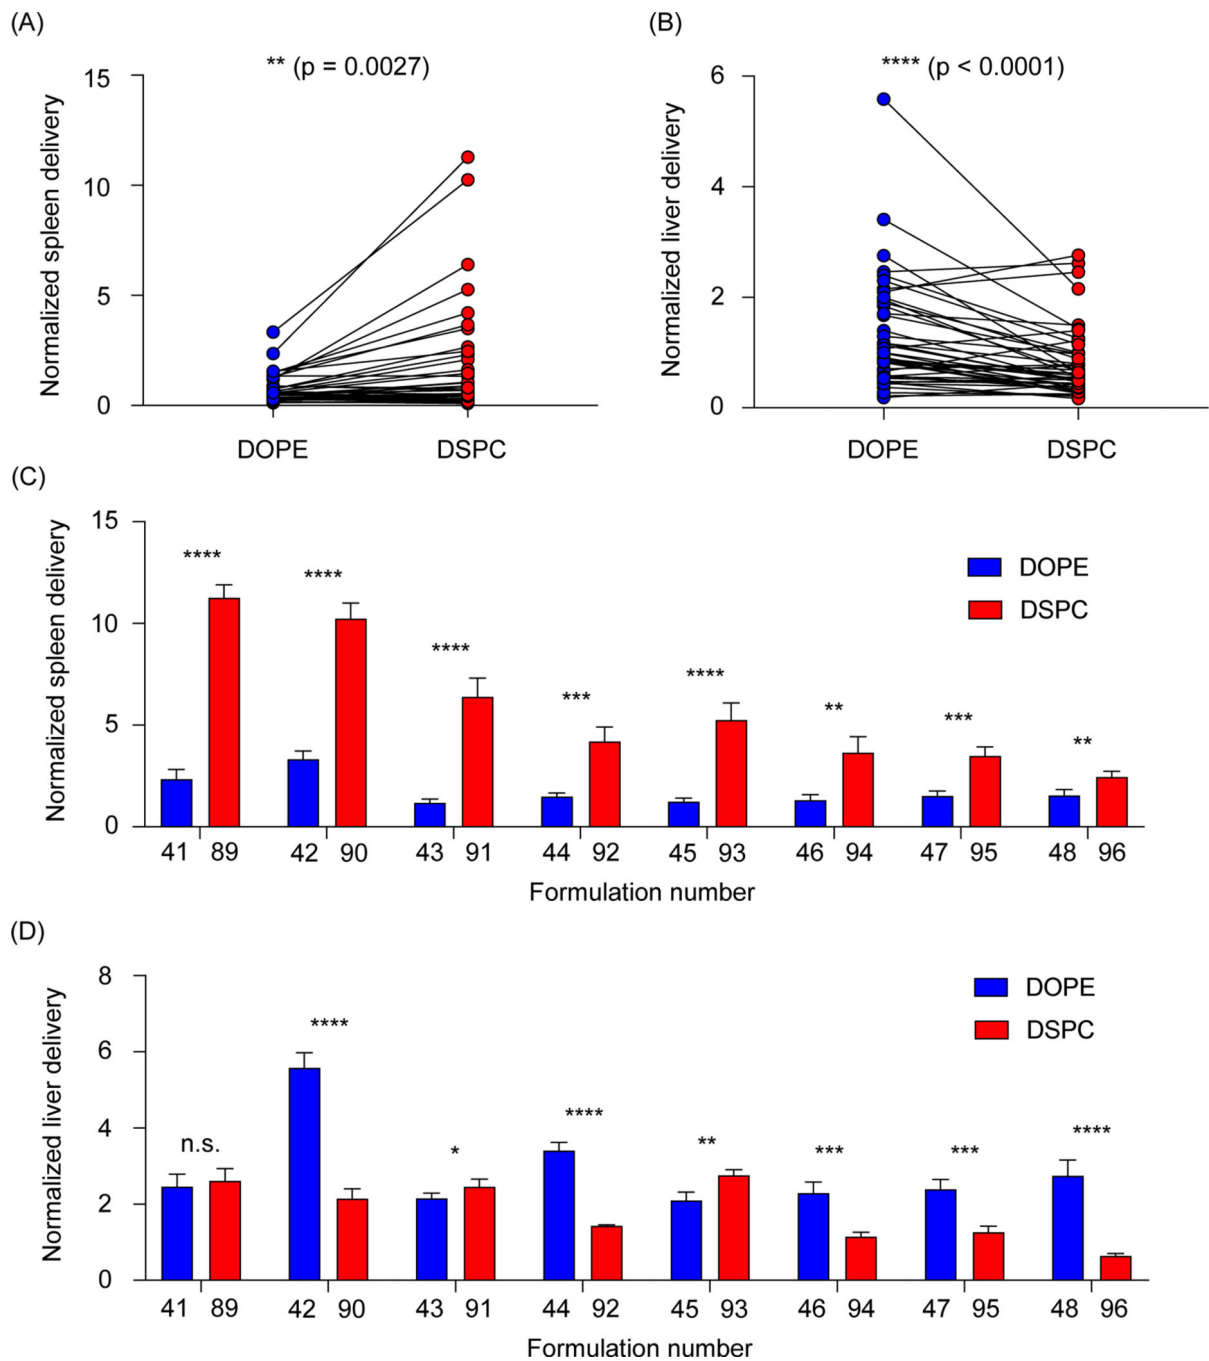 (A)
** (p = 0.0027)
Normalized spleen delivery
15
10
5
0
DOPE DSPC
(B)
**** (p < 0.0001)
Normalized liver delivery
6
4
2
0
DOPE DSPC
(C)
Normalized spleen delivery
15
10
5
0
**** **** **** *** **** ** *** **
DOPE
DSPC
41 89 42 90 43 91 44 92 45 93 46 94 47 95 48 96
Formulation number
(D)
Normalized liver delivery
8
6
4
2
0
n.s. **** * **** ** *** *** ****
DOPE
DSPC
41 89 42 90 43 91 44 92 45 93 46 94 47 95 48 96
Formulation number